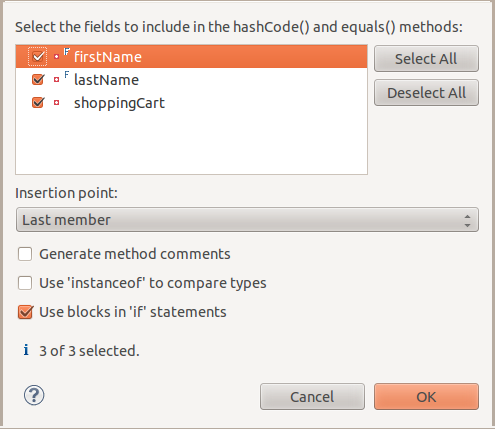 Select the fields to include in the hashCode() and equals() methods:
F firstName
Select All
F lastName
Deselect All
shoppingCart
Insertion point:
Last member
Generate method comments
Use 'instanceof' to compare types
Use blocks in 'if' statements
i 3 of 3 selected.
? Cancel OK